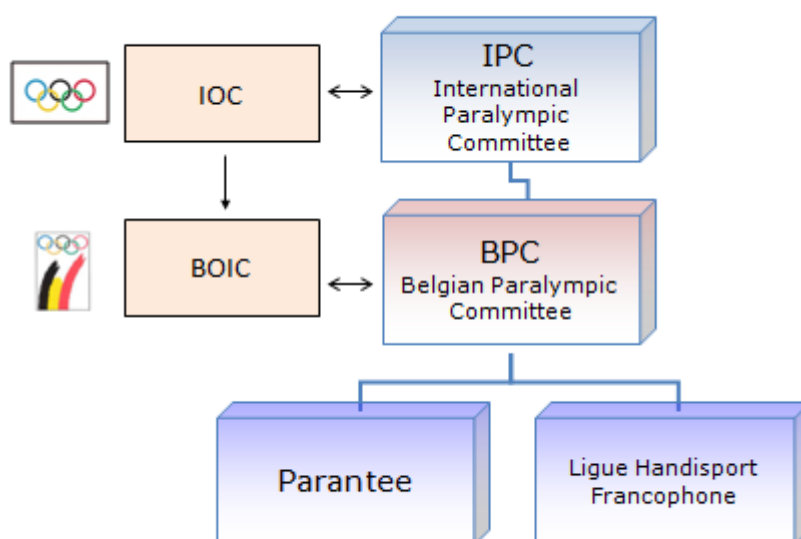 IOC
IPC
International
Paralympic
Committee
BOIC
BPC
Belgian Paralympic
Committee
Parantee
Ligue Handisport
Francophone